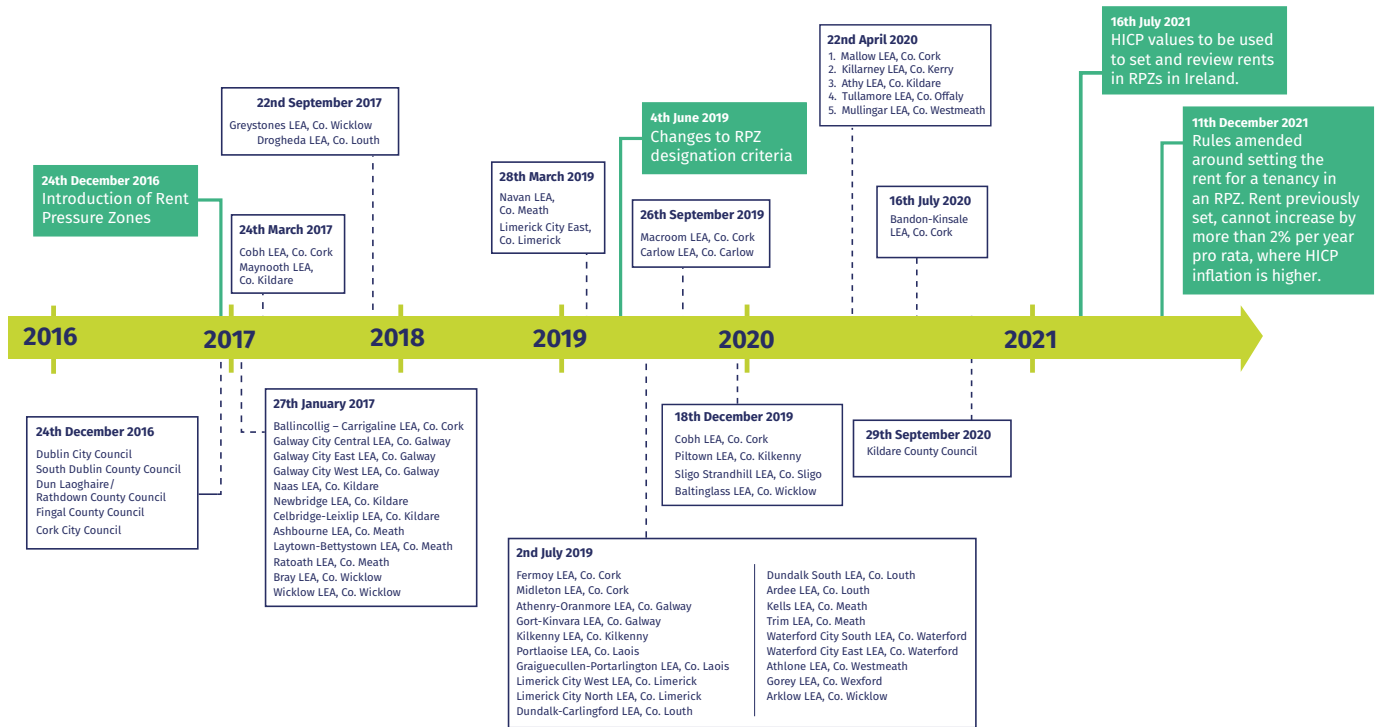 24th December 2016
Introduction of Rent
Pressure Zones
22nd September 2017
Greystones LEA, Co. Wicklow
Drogheda LEA, Co. Louth
24th March 2017
Cobh LEA, Co. Cork
Maynooth LEA,
Co. Kildare
28th March 2019
Navan LEA,
Co. Meath
Limerick City East,
Co. Limerick
4th June 2019
Changes to RPZ
designation criteria
26th September 2019
Macroom LEA, Co. Cork
Carlow LEA, Co. Carlow
22nd April 2020
1. Mallow LEA, Co. Cork
2. Killarney LEA, Co. Kerry
3. Athy LEA, Co. Kildare
4. Tullamore LEA, Co. Offaly
5. Mullingar LEA, Co. Westmeath
16th July 2020
Bandon-Kinsale
LEA, Co. Cork
16th July 2021
HICP values to be used
to set and review rents
in RPZs in Ireland.
11th December 2021
Rules amended
around setting the
rent for a tenancy in
an RPZ. Rent previously
set, cannot increase by
more than 2% per year
pro rata, where HICP
inflation is higher.
2016
2017
2018
2019
2020
2021
24th December 2016
Dublin City Council
South Dublin County Council
Dun Laoghaire/
Rathdown County Council
Fingal County Council
Cork City Council
27th January 2017
Ballincollig – Carrigaline LEA, Co. Cork
Galway City Central LEA, Co. Galway
Galway City East LEA, Co. Galway
Galway City West LEA, Co. Galway
Naas LEA, Co. Kildare
Newbridge LEA, Co. Kildare
Celbridge-Leixlip LEA, Co. Kildare
Ashbourne LEA, Co. Meath
Laytown-Bettystown LEA, Co. Meath
Ratoath LEA, Co. Meath
Bray LEA, Co. Wicklow
Wicklow LEA, Co. Wicklow
2nd July 2019
Fermoy LEA, Co. Cork
Midleton LEA, Co. Cork
Athenry-Oranmore LEA, Co. Galway
Gort-Kinvara LEA, Co. Galway
Kilkenny LEA, Co. Kilkenny
Portlaoise LEA, Co. Laois
Graiguecullen-Portarlington LEA, Co. Laois
Limerick City West LEA, Co. Limerick
Limerick City North LEA, Co. Limerick
Dundalk-Carlingford LEA, Co. Louth
Dundalk South LEA, Co. Louth
Ardee LEA, Co. Louth
Kells LEA, Co. Meath
Trim LEA, Co. Meath
Waterford City South LEA, Co. Waterford
Waterford City East LEA, Co. Waterford
Athlone LEA, Co. Westmeath
Gorey LEA, Co. Wexford
Arklow LEA, Co. Wicklow
18th December 2019
Cobh LEA, Co. Cork
Piltown LEA, Co. Kilkenny
Sligo Strandhill LEA, Co. Sligo
Baltinglass LEA, Co. Wicklow
29th September 2020
Kildare County Council